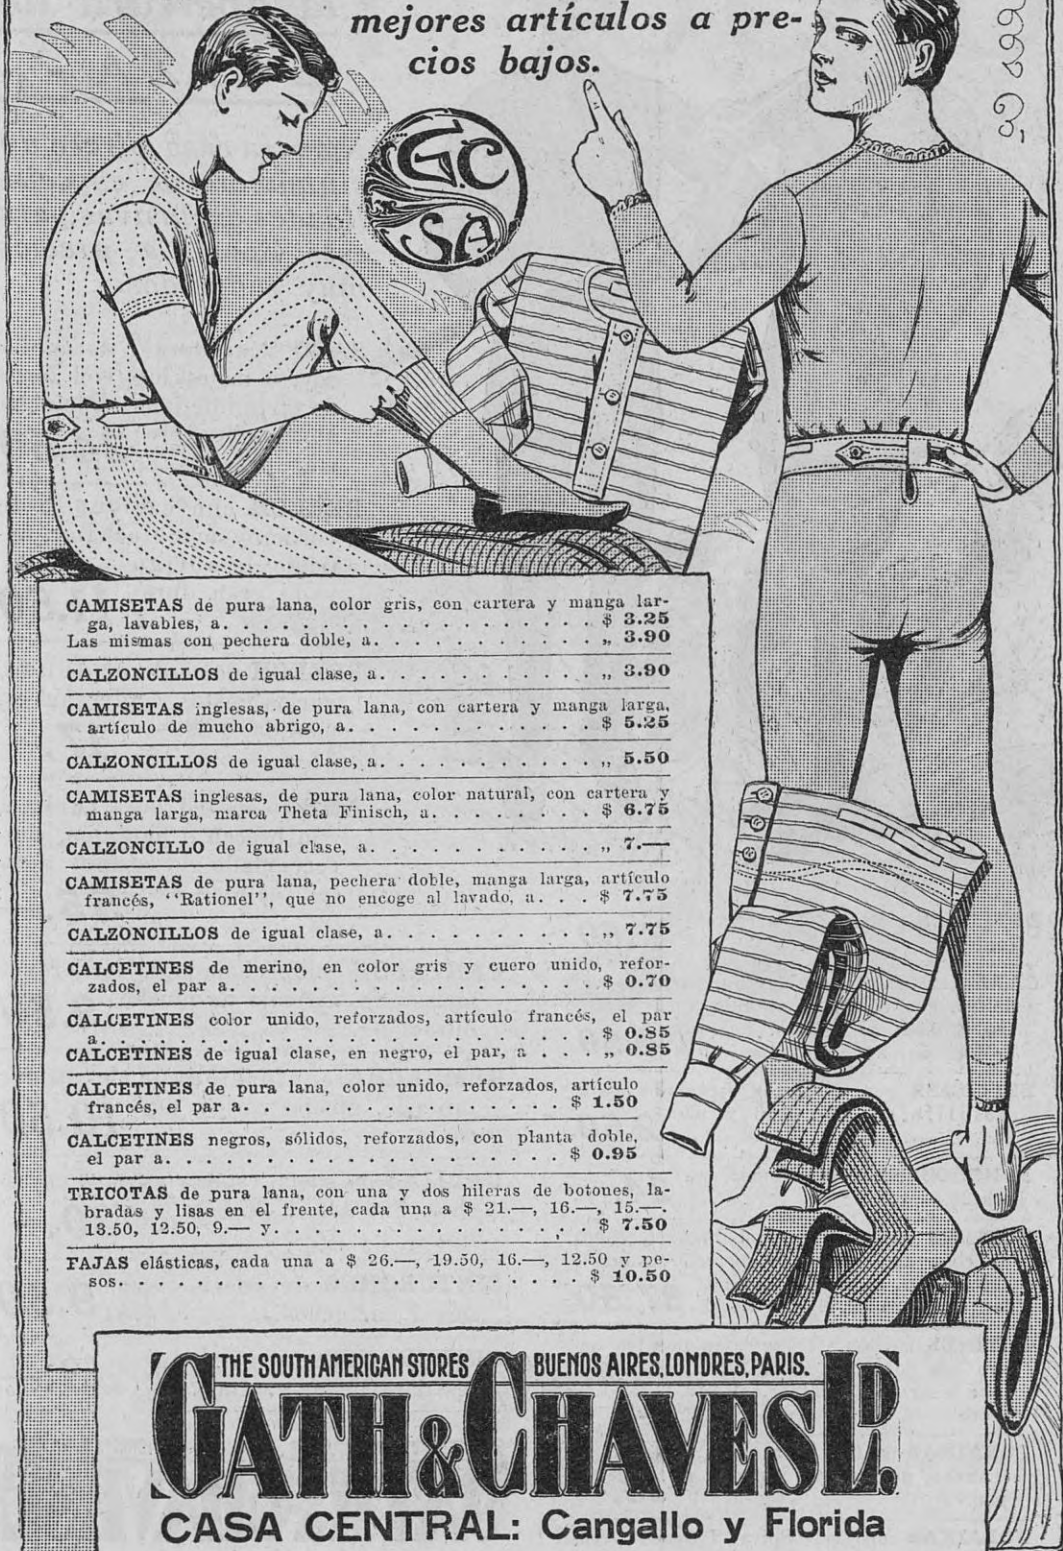 mejores artículos a pre-
cios bajos.
G.C
SA
CAMISETAS de pura lana, color gris, con cartera y manga lar-
ga, lavables, a. . . . . . . . . . . . . . . . . . . . $ 3.25
Las mismas con pechera doble, a. . . . . . . . . . . . „ 3.90
CALZONCILLOS de igual clase, a. . . . . . . . . . . . „ 3.90
CAMISETAS inglesas, de pura lana, con cartera y manga larga,
artículo de mucho abrigo, a. . . . . . . . . . . . . $ 5.25
CALZONCILLOS de igual clase, a. . . . . . . . . . . . „ 5.50
CAMISETAS inglesas, de pura lana, color natural, con cartera y
manga larga, marca Theta Finisch, a. . . . . . . . . $ 6.75
CALZONCILLO de igual clase, a. . . . . . . . . . . . . „ 7.—
CAMISETAS de pura lana, pechera doble, manga larga, artículo
francés, ‘‘Rationel’’, que no encoge al lavado, a. . . $ 7.75
CALZONCILLOS de igual clase, a. . . . . . . . . . . . „ 7.75
CALCETINES de merino, en color gris y cuero unido, refor-
zados, el par a. . . . . . . . . . . . . . . . . . . . $ 0.70
CALCETINES color unido, reforzados, artículo francés, el par
a. . . . . . . . . . . . . . . . . . . . . . . . . . . $ 0.85
CALCETINES de igual clase, en negro, el par, a . . . „ 0.85
CALCETINES de pura lana, color unido, reforzados, artículo
francés, el par a. . . . . . . . . . . . . . . . . . $ 1.50
CALCETINES negros, sólidos, reforzados, con planta doble,
el par a. . . . . . . . . . . . . . . . . . . . . . $ 0.95
TRICOTAS de pura lana, con una y dos hileras de botones, la-
bradas y lisas en el frente, cada una a $ 21.—, 16.—, 15.—.
13.50, 12.50, 9.— y. . . . . . . . . . . . . . . . . $ 7.50
FAJAS elásticas, cada una a $ 26.—, 19.50, 16.—, 12.50 y pe-
sos. . . . . . . . . . . . . . . . . . . . . . . . . $ 10.50
THE SOUTH AMERICAN STORES BUENOS AIRES, LONDRES, PARIS.
GATH & CHAVES LD.
CASA CENTRAL: Cangallo y Florida